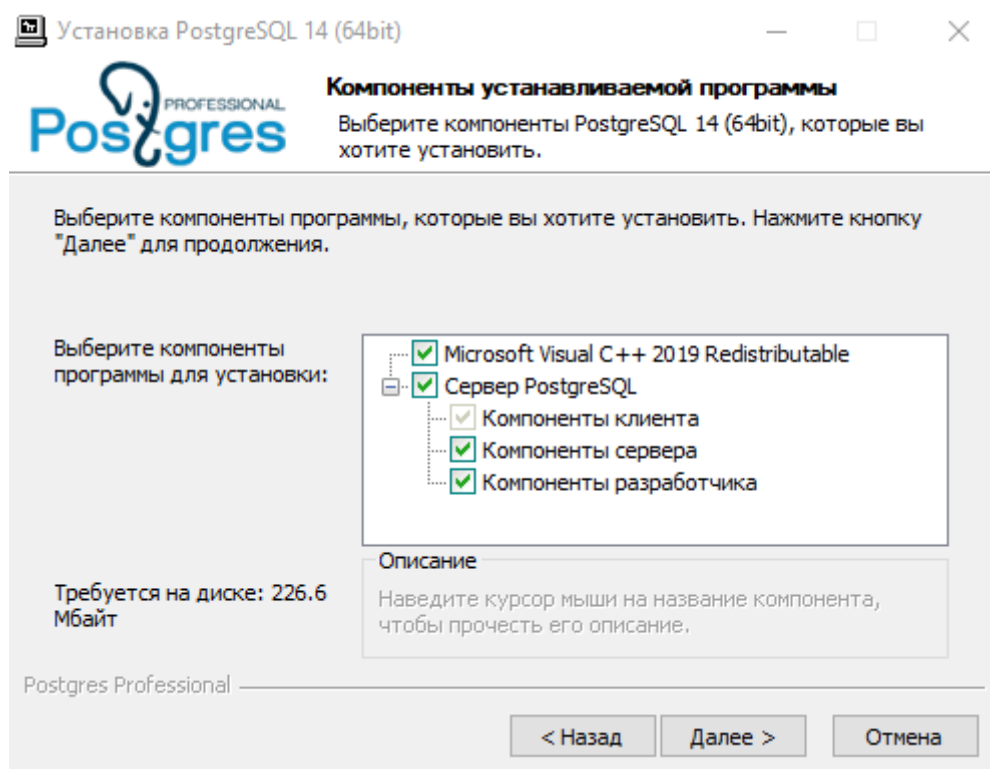 Установка PostgreSQL 14 (64bit)
PROFESSIONAL
Postgres
Компоненты устанавливаемой программы
Выберите компоненты PostgreSQL 14 (64bit), которые вы
хотите установить.
Выберите компоненты программы, которые вы хотите установить. Нажмите кнопку
"Далее" для продолжения.
Выберите компоненты
программы для установки:
Microsoft Visual C++ 2019 Redistributable
Сервер PostgreSQL
Компоненты клиента
Компоненты сервера
Компоненты разработчика
Требуется на диске: 226.6
Мбайт
Описание
Наведите курсор мыши на название компонента,
чтобы прочесть его описание.
Postgres Professional
< Назад
Далее >
Отмена